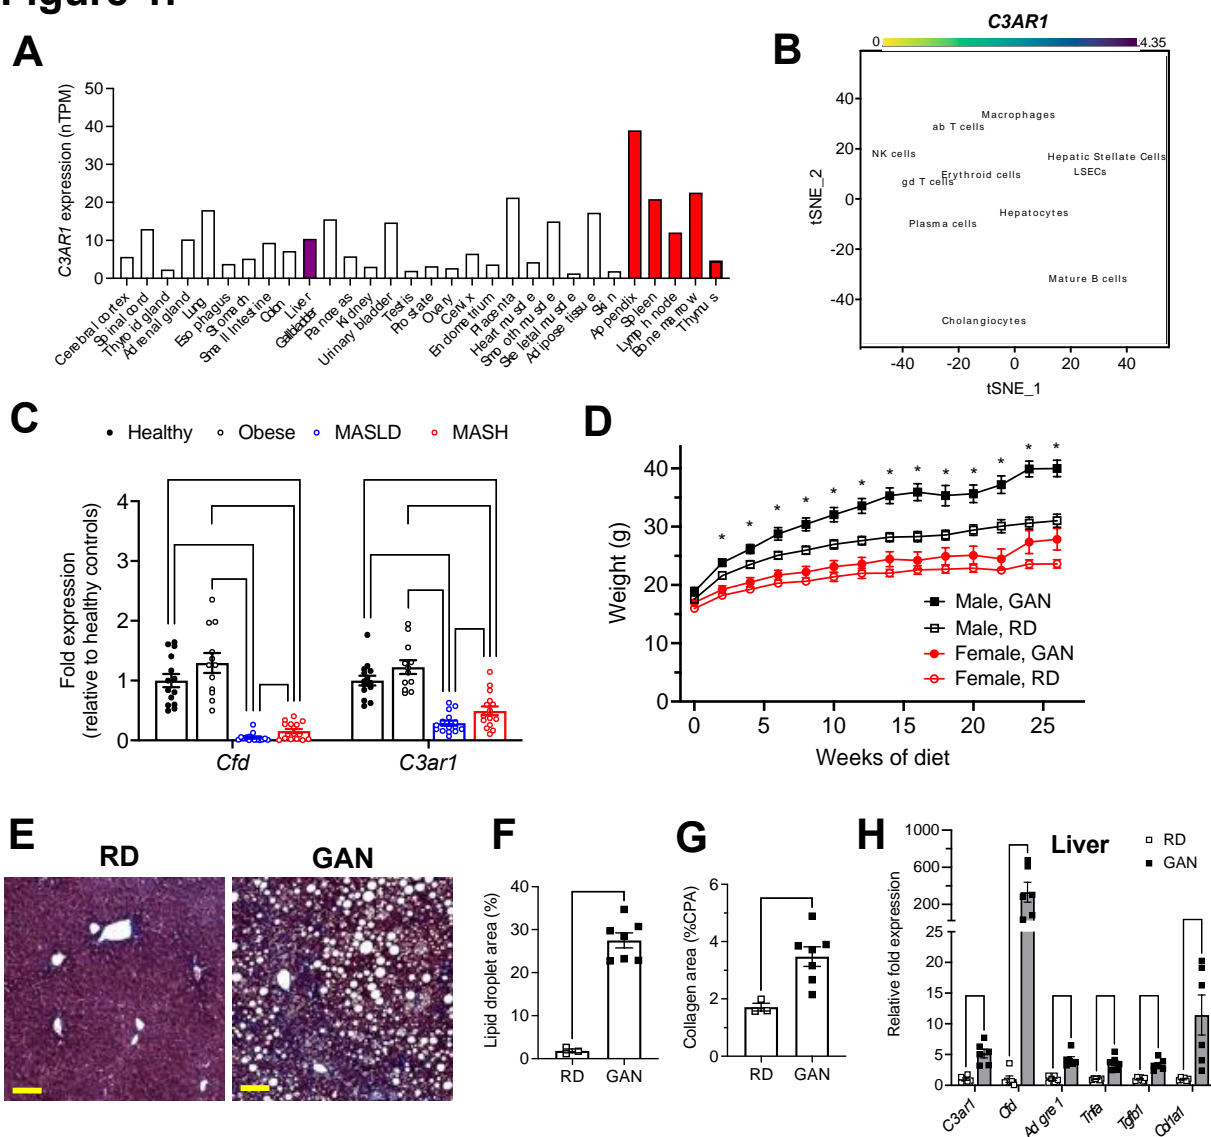 Figure 1.
A
C3AR1 expression (nTPM)
50
40
30
20
10
0
Cerebral cortex
Spinal cord
Thyroid gland
Adrenal gland
Lung
Esophagus
Stomach
Small Intestine
Colon
Liver
Gallbladder
Pancreas
Kidney
Urinary bladder
Testis
Prostate
Ovary
Cervix
Endometrium
Placenta
Heart muscle
Smooth muscle
Skeletal muscle
Adipose tissue
Skin
Appendix
Spleen
Lymph node
Bone marrow
Thymus
B
C3AR1
0
4.35
tSNE_2
40
20
0
-20
-40
Macrophages
ab T cells
NK cells
Hepatic Stellate Cells
LSECs
Erythroid cells
gd T cells
Hepatocytes
Plasma cells
Mature B cells
Cholangiocytes
-40
-20
0
20
40
tSNE_1
C
Healthy
Obese
MASLD
MASH
Fold expression
(relative to healthy controls)
4
3
2
1
0
Cfd
C3ar1
D
Weight (g)
40
30
20
10
0
* * * * * * * * * * * * *
Male, GAN
Male, RD
Female, GAN
Female, RD
0
5
10
15
20
25
Weeks of diet
E
RD
GAN
F
Lipid droplet area (%)
40
30
20
10
0
RD
GAN
G
Collagen area (%CPA)
6
4
2
0
RD
GAN
H
Liver
RD
GAN
Relative fold expression
1000
600
200
25
20
15
10
5
0
C3ar1
Cfd
Adgre1
Tnfa
Tgfb1
Col1a1